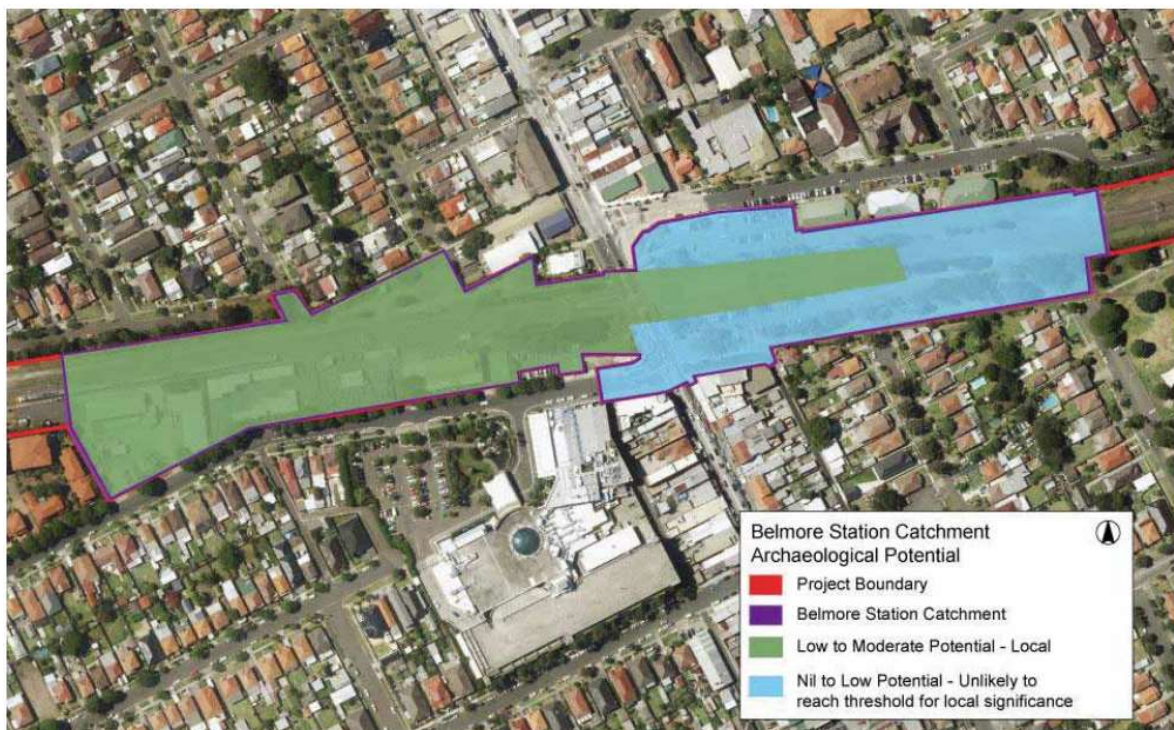 Belmore Station Catchment
Archaeological Potential
Project Boundary
Belmore Station Catchment
Low to Moderate Potential - Local
Nil to Low Potential - Unlikely to
reach threshold for local significance